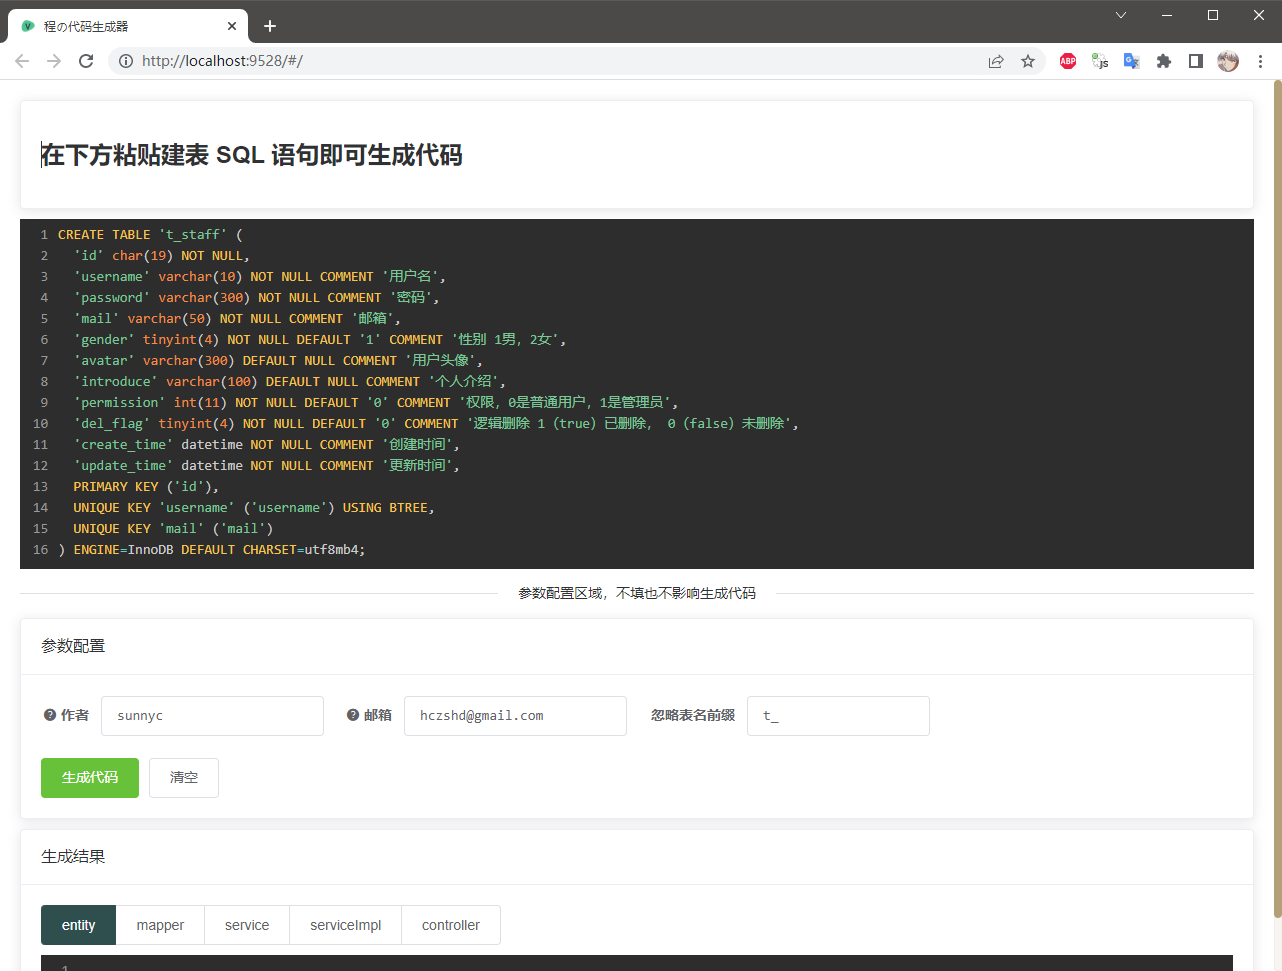 程の代码生成器
http://localhost:9528/#/
ABP
js
在下方粘贴建表 SQL 语句即可生成代码
1 CREATE TABLE 't_staff' (
2 'id' char(19) NOT NULL,
3 'username' varchar(10) NOT NULL COMMENT '用户名',
4 'password' varchar(300) NOT NULL COMMENT '密码',
5 'mail' varchar(50) NOT NULL COMMENT '邮箱',
6 'gender' tinyint(4) NOT NULL DEFAULT '1' COMMENT '性别 1男，2女',
7 'avatar' varchar(300) DEFAULT NULL COMMENT '用户头像',
8 'introduce' varchar(100) DEFAULT NULL COMMENT '个人介绍',
9 'permission' int(11) NOT NULL DEFAULT '0' COMMENT '权限，0是普通用户，1是管理员',
10 'del_flag' tinyint(4) NOT NULL DEFAULT '0' COMMENT '逻辑删除 1（true）已删除， 0（false）未删除',
11 'create_time' datetime NOT NULL COMMENT '创建时间',
12 'update_time' datetime NOT NULL COMMENT '更新时间',
13 PRIMARY KEY ('id'),
14 UNIQUE KEY 'username' ('username') USING BTREE,
15 UNIQUE KEY 'mail' ('mail')
16 ) ENGINE=InnoDB DEFAULT CHARSET=utf8mb4;
参数配置区域，不填也不影响生成代码
参数配置
作者 sunnyc 邮箱 hczshd@gmail.com 忽略表名前缀 t_
生成代码 清空
生成结果
entity mapper service serviceImpl controller
1